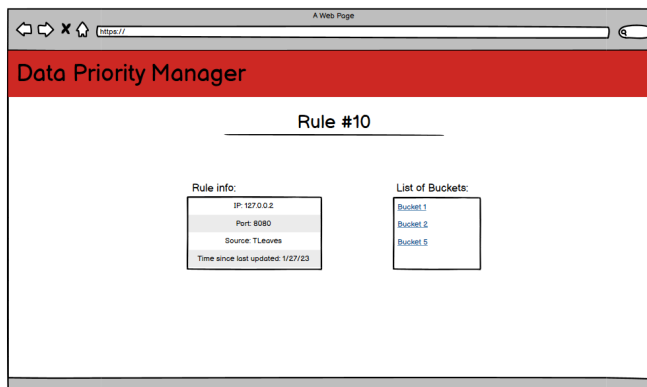 A Web Page
https://
Data Priority Manager
Rule #10
Rule info:
IP: 127.0.0.2
Port: 8080
Source: TLeaves
Time since last updated: 1/27/23
List of Buckets:
Bucket 1
Bucket 2
Bucket 5